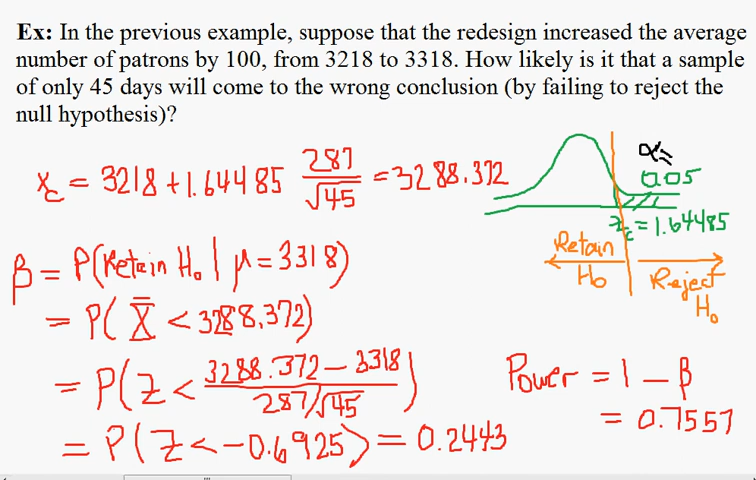 Ex: In the previous example, suppose that the redesign increased the average
number of patrons by 100, from 3218 to 3318. How likely is it that a sample
of only 45 days will come to the wrong conclusion (by failing to reject the
null hypothesis)?
x_c = 3218 + 1.64485 287/√45 = 3288.372
α =
0.05
z_c = 1.64485
Retain
H₀
Reject
H₀
β = P(Retain H₀ | μ = 3318)
= P( X̄ < 3288.372)
= P( Z < (3288.372 - 3318)/(287/√45) )
= P( Z < -0.6925) = 0.2443
Power = 1 - β
= 0.7557